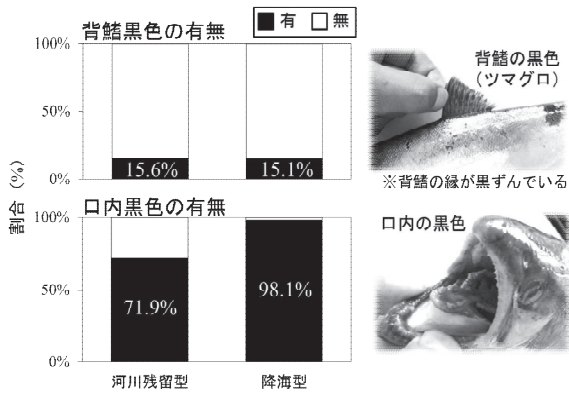 背鰭黒色の有無
■有 □無
100%
50%
0%
15.6%
15.1%
背鰭の黒色
(ツマグロ)
※背鰭の縁が黒ずんでいる
割合 (%)
口内黒色の有無
100%
50%
0%
71.9%
98.1%
口内の黒色
河川残留型
降海型